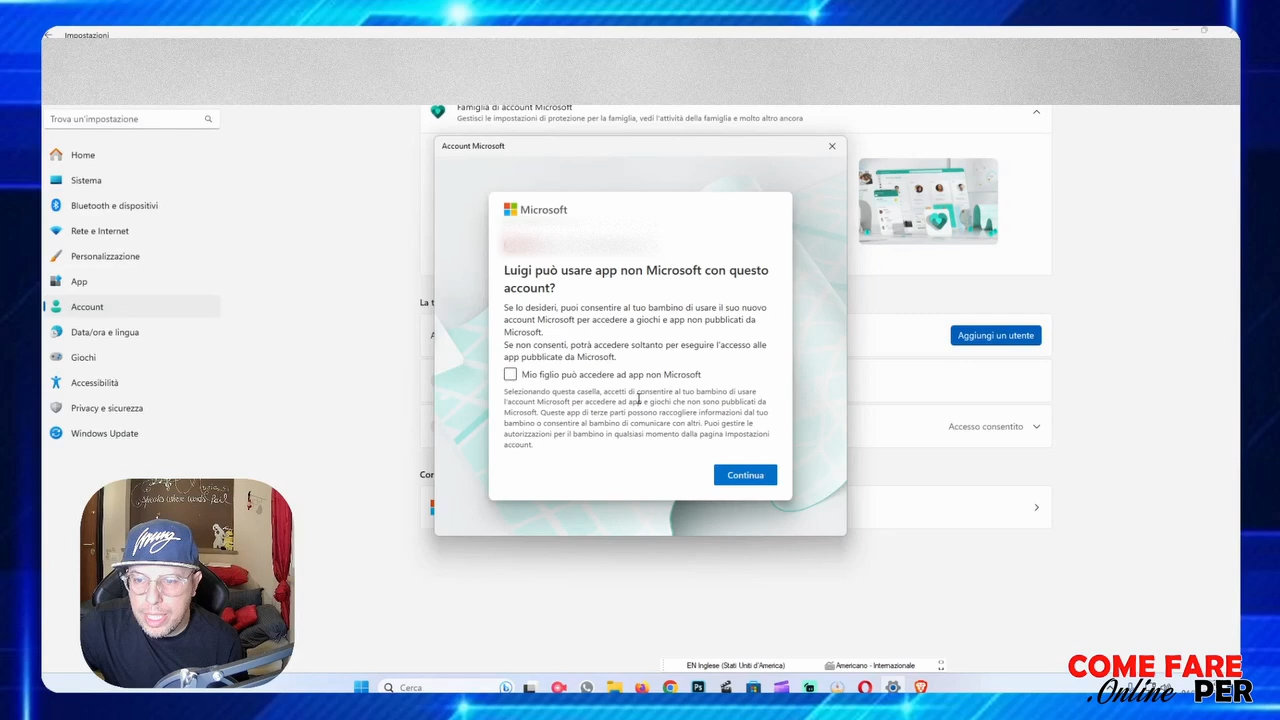 Impostazioni
Trova un'impostazione
Home
Sistema
Bluetooth e dispositivi
Rete e Internet
Personalizzazione
App
Account
Data/ora e lingua
Giochi
Accessibilità
Privacy e sicurezza
Windows Update
Famiglia di account Microsoft
Gestisci le impostazioni di protezione per la famiglia, vedi l'attività della famiglia e molto altro ancora
Account Microsoft
Microsoft
Luigi può usare app non Microsoft con questo
account?
Se lo desideri, puoi consentire al tuo bambino di usare il suo nuovo
account Microsoft per accedere a giochi e app non pubblicati da
Microsoft.
Se non consenti, potrà accedere soltanto per eseguire l'accesso alle
app pubblicate da Microsoft.
Mio figlio può accedere ad app non Microsoft
Selezionando questa casella, accetti di consentire al tuo bambino di usare
l'account Microsoft per accedere ad app e giochi che non sono pubblicati da
Microsoft. Queste app di terze parti possono raccogliere informazioni dal tuo
bambino o consentire al bambino di comunicare con altri. Puoi gestire le
autorizzazioni per il bambino in qualsiasi momento dalla pagina Impostazioni
account.
Continua
La t
Aggiungi un utente
Accesso consentito
Cor
EN Inglese (Stati Uniti d'America)
Americano - Internazionale
Cerca
COME FARE
.Online PER